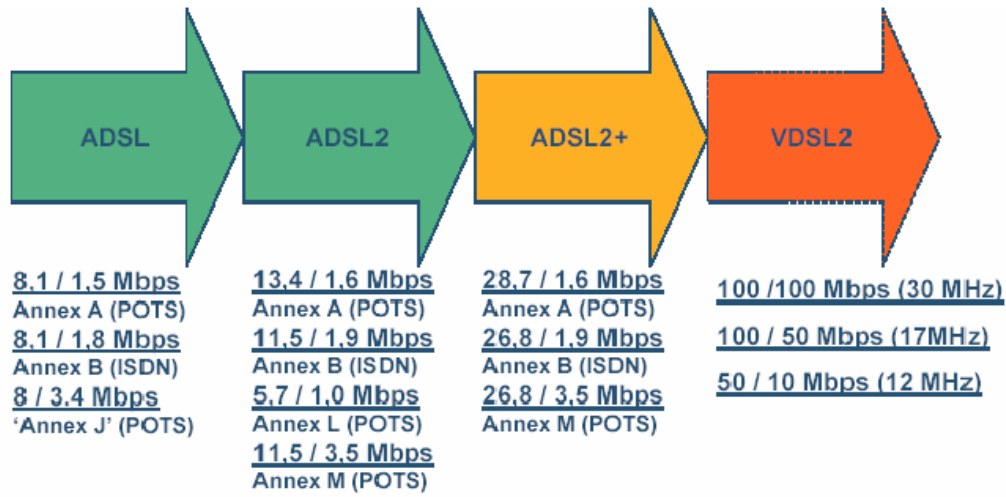 ADSL
ADSL2
ADSL2+
VDSL2
8,1 / 1,5 Mbps
Annex A (POTS)
8,1 / 1,8 Mbps
Annex B (ISDN)
8 / 3.4 Mbps
‘Annex J’ (POTS)
13,4 / 1,6 Mbps
Annex A (POTS)
11,5 / 1,9 Mbps
Annex B (ISDN)
5,7 / 1,0 Mbps
Annex L (POTS)
11,5 / 3,5 Mbps
Annex M (POTS)
28,7 / 1,6 Mbps
Annex A (POTS)
26,8 / 1,9 Mbps
Annex B (ISDN)
26,8 / 3,5 Mbps
Annex M (POTS)
100 /100 Mbps (30 MHz)
100 / 50 Mbps (17MHz)
50 / 10 Mbps (12 MHz)